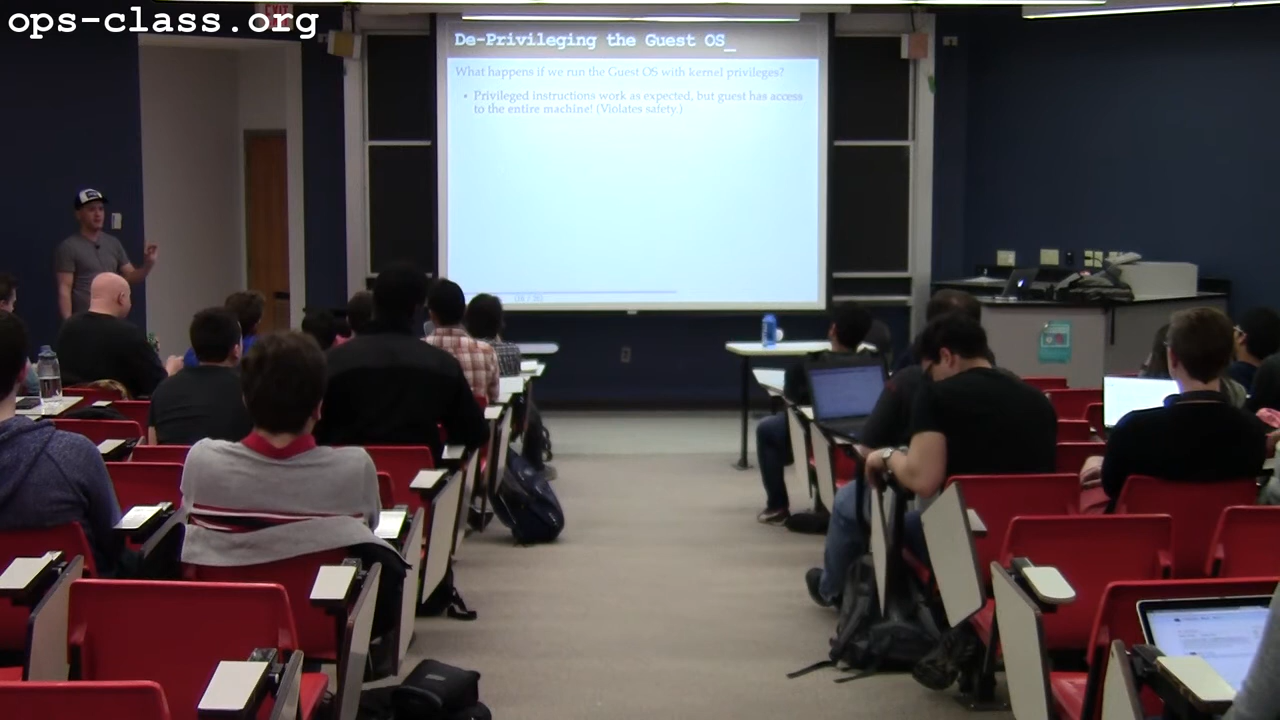 ops-class.org
EXIT
De-Privileging the Guest OS_
What happens if we run the Guest OS with kernel privileges?
• Privileged instructions work as expected, but guest has access
to the entire machine! (Violates safety.)